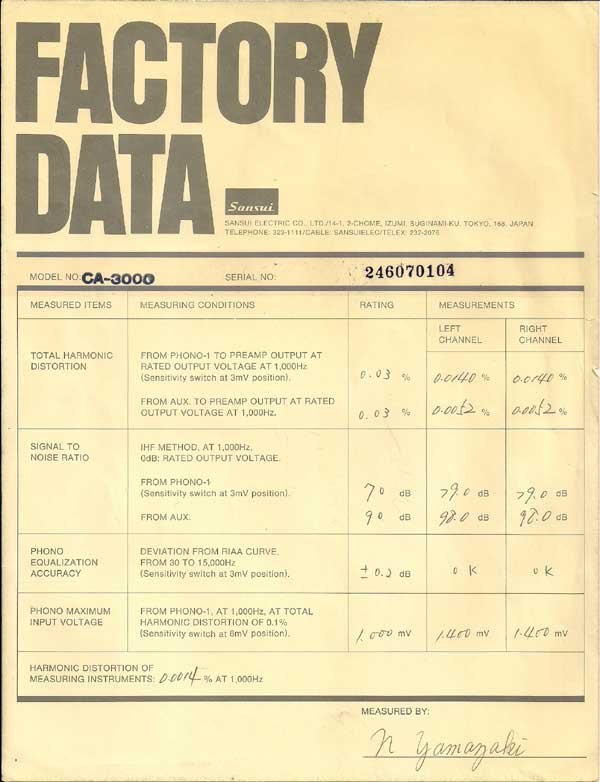 FACTORY
DATA
Sansui
SANSUI ELECTRIC CO., LTD./14-1, 2-CHOME, IZUMI, SUGINAMI-KU, TOKYO, 168, JAPAN
TELEPHONE: 323-1111/CABLE: SANSUIELEC/TELEX: 232-2076
MODEL NO: CA-3000 SERIAL NO: 246070104
MEASURED ITEMS MEASURING CONDITIONS RATING MEASUREMENTS
LEFT CHANNEL RIGHT CHANNEL
TOTAL HARMONIC DISTORTION
FROM PHONO-1 TO PREAMP OUTPUT AT
RATED OUTPUT VOLTAGE AT 1,000Hz
(Sensitivity switch at 3mV position). 0.03 % 0.0140 % 0.0140 %
FROM AUX. TO PREAMP OUTPUT AT RATED
OUTPUT VOLTAGE AT 1,000Hz. 0.03 % 0.0052 % 0.0052 %
SIGNAL TO NOISE RATIO
IHF METHOD, AT 1,000Hz,
0dB: RATED OUTPUT VOLTAGE.
FROM PHONO-1
(Sensitivity switch at 3mV position). 70 dB 79.0 dB 79.0 dB
FROM AUX. 90 dB 98.0 dB 98.0 dB
PHONO EQUALIZATION ACCURACY
DEVIATION FROM RIAA CURVE,
FROM 30 TO 15,000Hz
(Sensitivity switch at 3mV position). ± 0.2 dB OK OK
PHONO MAXIMUM INPUT VOLTAGE
FROM PHONO-1, AT 1,000Hz, AT TOTAL
HARMONIC DISTORTION OF 0.1%
(Sensitivity switch at 6mV position). 1.000 mV 1.400 mV 1.400 mV
HARMONIC DISTORTION OF
MEASURING INSTRUMENTS: 0.0014 % AT 1,000Hz
MEASURED BY:
N Yamazaki